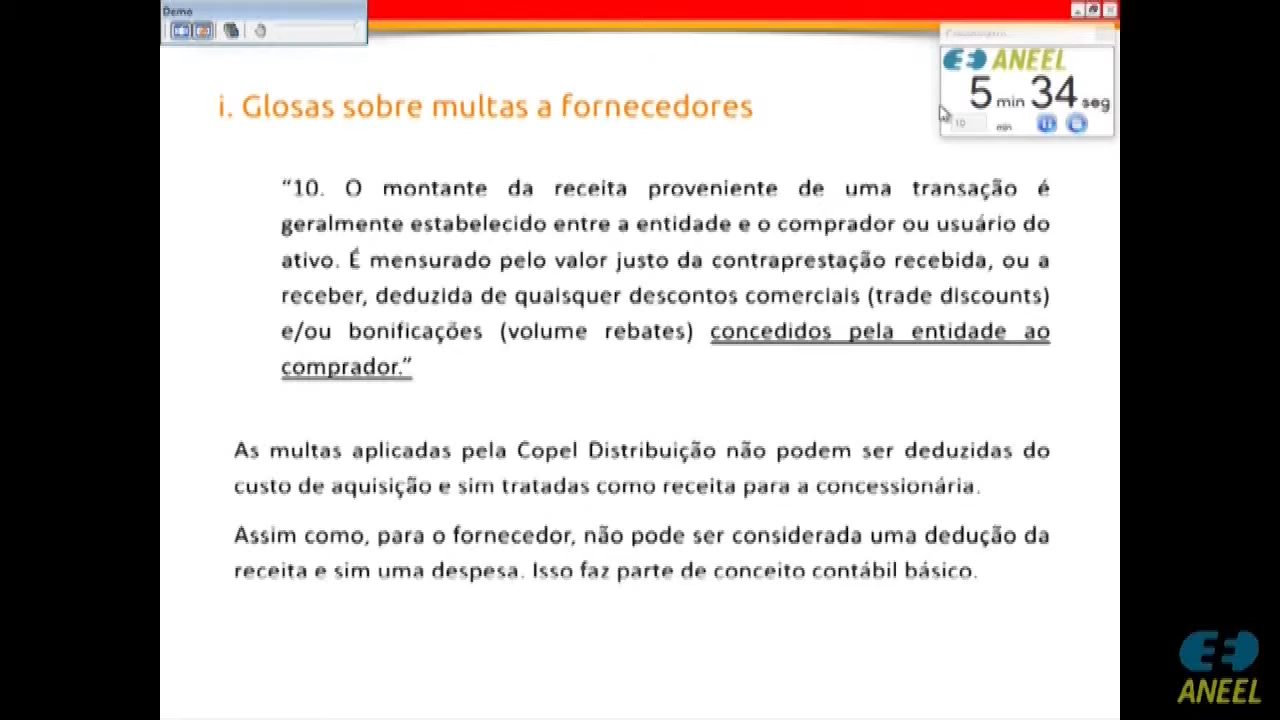 Demo
ANEEL
5 min 34 seg
10 min
i. Glosas sobre multas a fornecedores
“10. O montante da receita proveniente de uma transação é
geralmente estabelecido entre a entidade e o comprador ou usuário do
ativo. É mensurado pelo valor justo da contraprestação recebida, ou a
receber, deduzida de quaisquer descontos comerciais (trade discounts)
e/ou bonificações (volume rebates) concedidos pela entidade ao
comprador.”
As multas aplicadas pela Copel Distribuição não podem ser deduzidas do
custo de aquisição e sim tratadas como receita para a concessionária.
Assim como, para o fornecedor, não pode ser considerada uma dedução da
receita e sim uma despesa. Isso faz parte de conceito contábil básico.
ANEEL